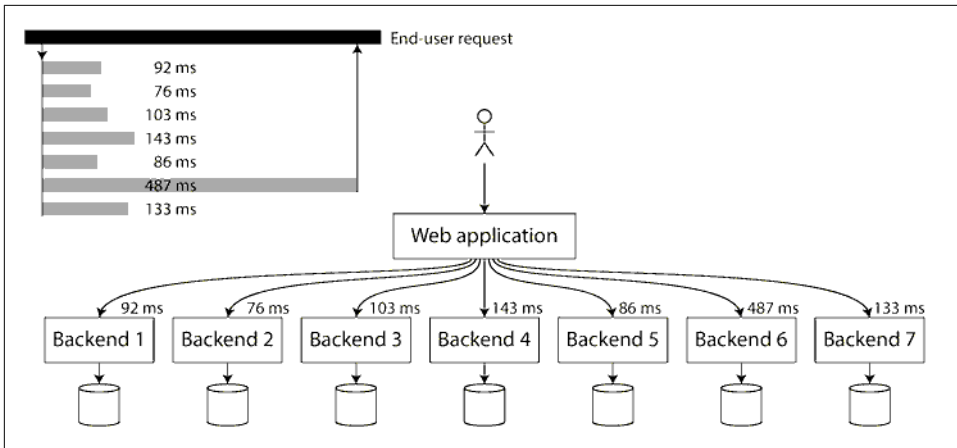 End-user request
92 ms
76 ms
103 ms
143 ms
86 ms
487 ms
133 ms
Web application
92 ms 76 ms 103 ms 143 ms 86 ms 487 ms 133 ms
Backend 1 Backend 2 Backend 3 Backend 4 Backend 5 Backend 6 Backend 7